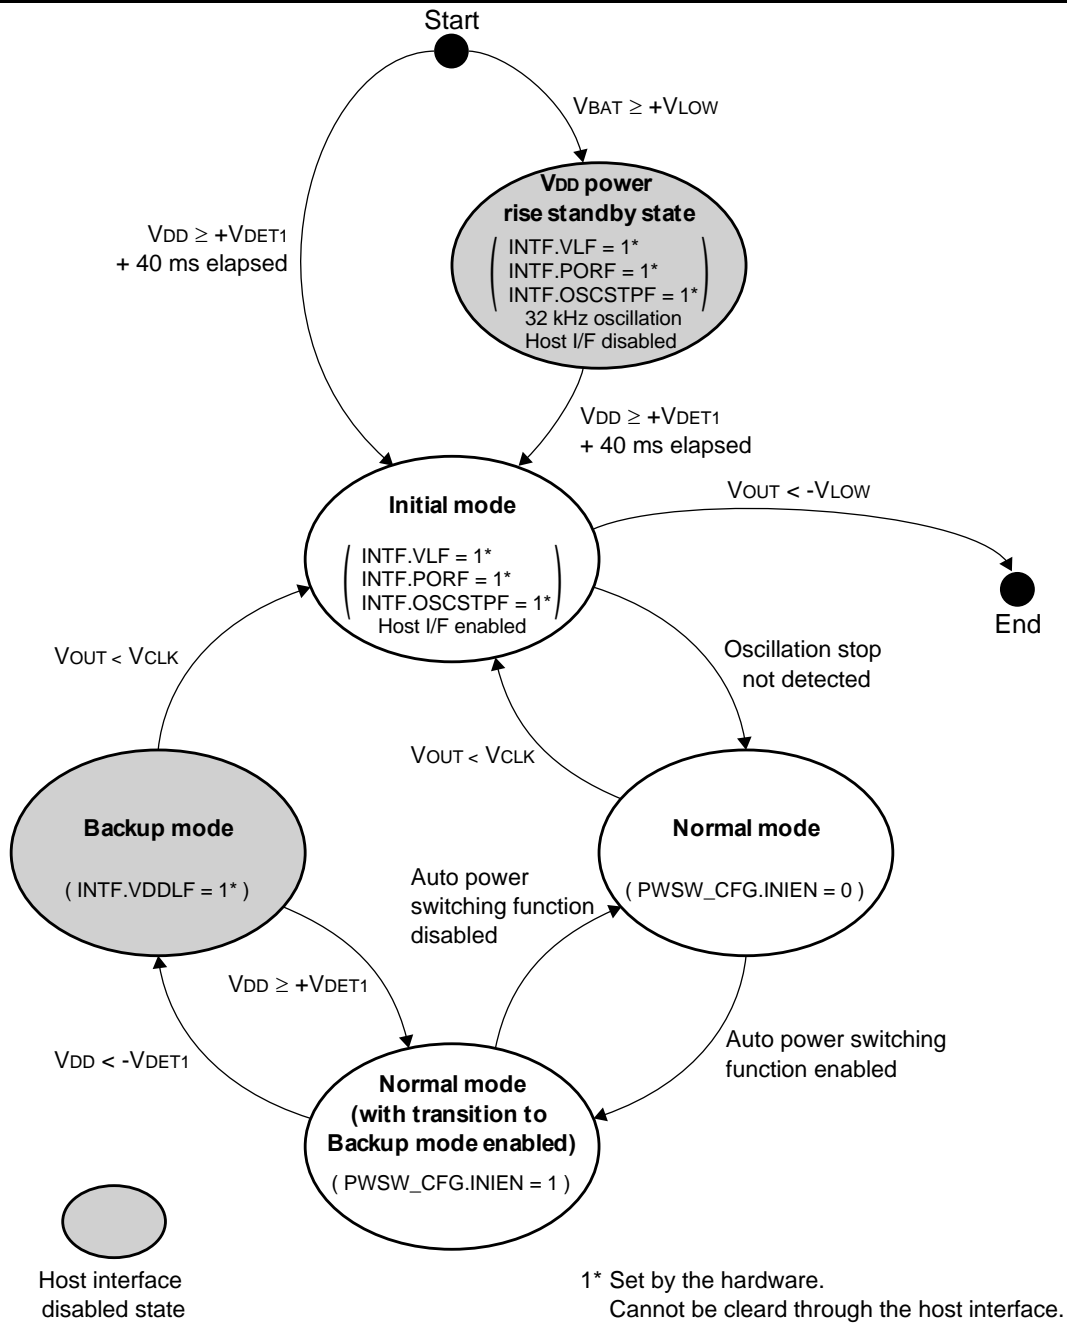 Start
VBAT ≥ +VLOW
VDD power
rise standby state
INTF.VLF = 1*
INTF.PORF = 1*
INTF.OSCSTPF = 1*
32 kHz oscillation
Host I/F disabled
VDD ≥ +VDET1
+ 40 ms elapsed
VDD ≥ +VDET1
+ 40 ms elapsed
Initial mode
INTF.VLF = 1*
INTF.PORF = 1*
INTF.OSCSTPF = 1*
Host I/F enabled
VOUT < -VLOW
End
VOUT < VCLK
Oscillation stop
not detected
VOUT < VCLK
Backup mode
( INTF.VDDLF = 1* )
Normal mode
( PWSW_CFG.INIEN = 0 )
Auto power
switching function
disabled
VDD ≥ +VDET1
VDD < -VDET1
Auto power switching
function enabled
Normal mode
(with transition to
Backup mode enabled)
( PWSW_CFG.INIEN = 1 )
Host interface
disabled state
1* Set by the hardware.
Cannot be cleard through the host interface.